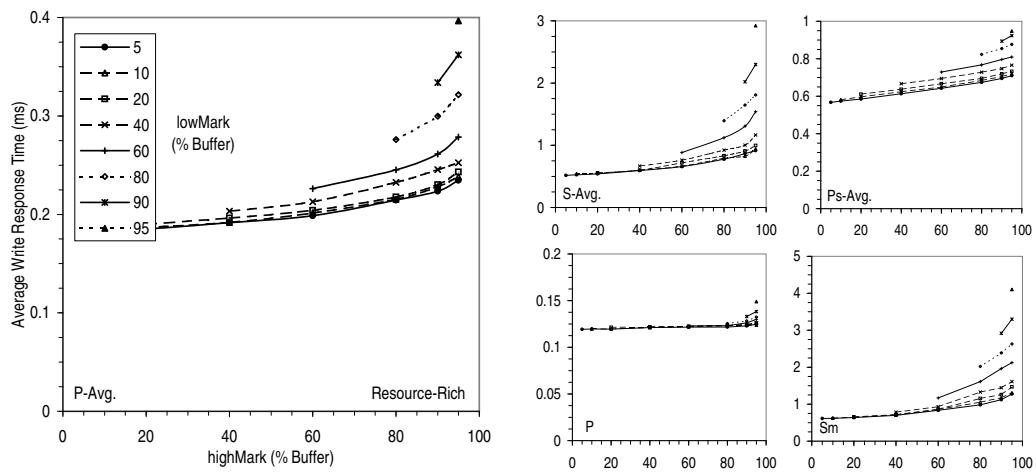 Average Write Response Time (ms)
0.4
0.3
0.2
0.1
0
5
10
20
40
60
80
90
95
lowMark
(% Buffer)
P-Avg.
Resource-Rich
0 20 40 60 80 100
highMark (% Buffer)
3
2
1
0
S-Avg.
0 20 40 60 80 100
1
0.8
0.6
0.4
0.2
0
Ps-Avg.
0 20 40 60 80 100
0.2
0.15
0.1
0.05
0
P
0 20 40 60 80 100
5
4
3
2
1
0
Sm
0 20 40 60 80 100